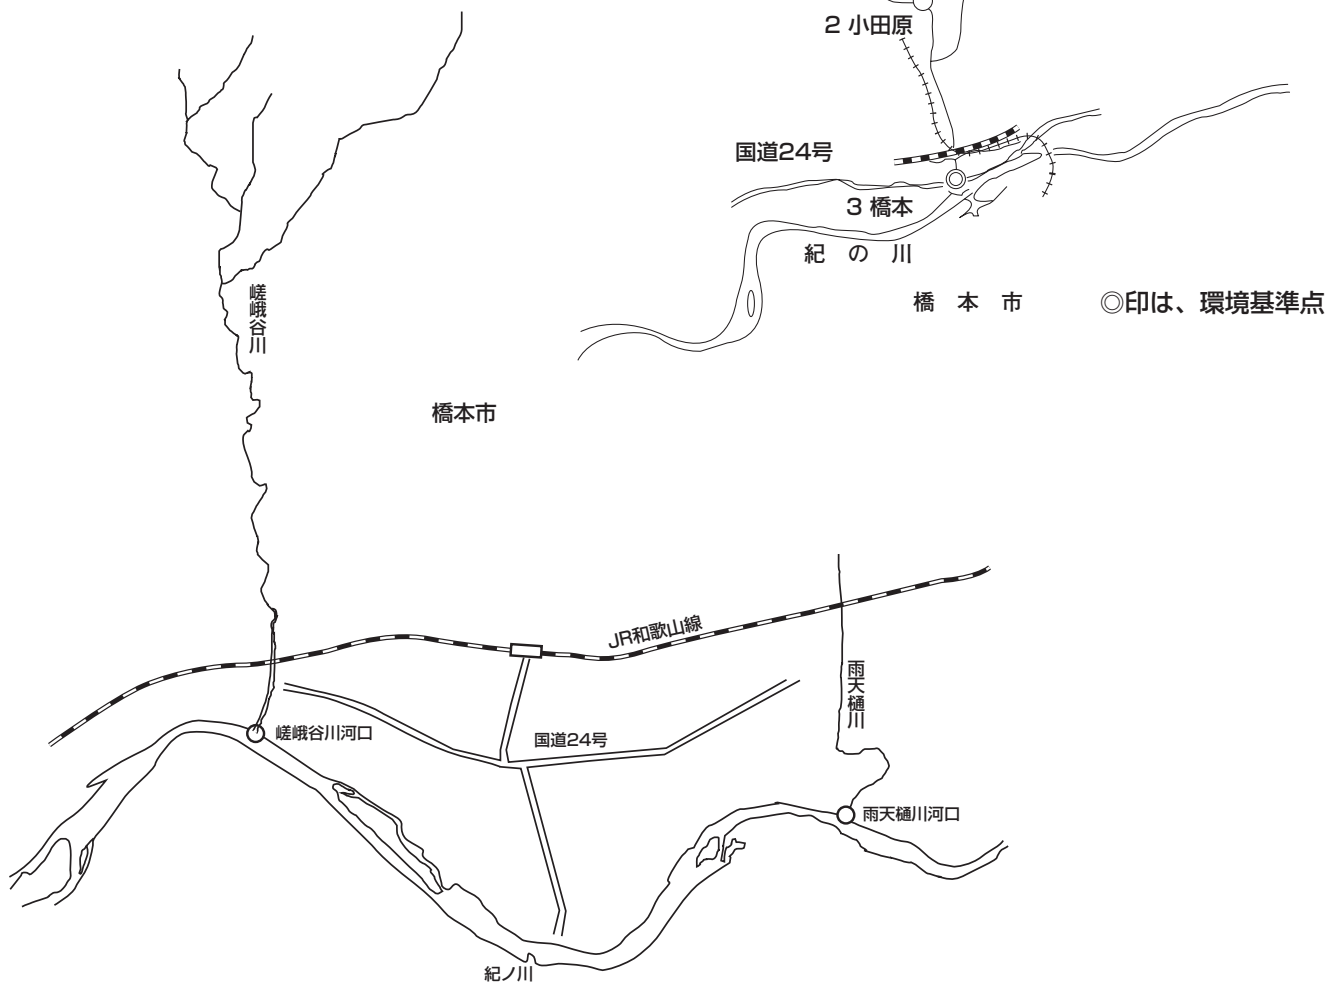 2 小田原
国道24号
3 橋本
紀 の 川
橋 本 市
◎印は、環境基準点
嵯峨谷川
橋本市
JR和歌山線
雨天樋川
嵯峨谷川河口
国道24号
雨天樋川河口
紀ノ川